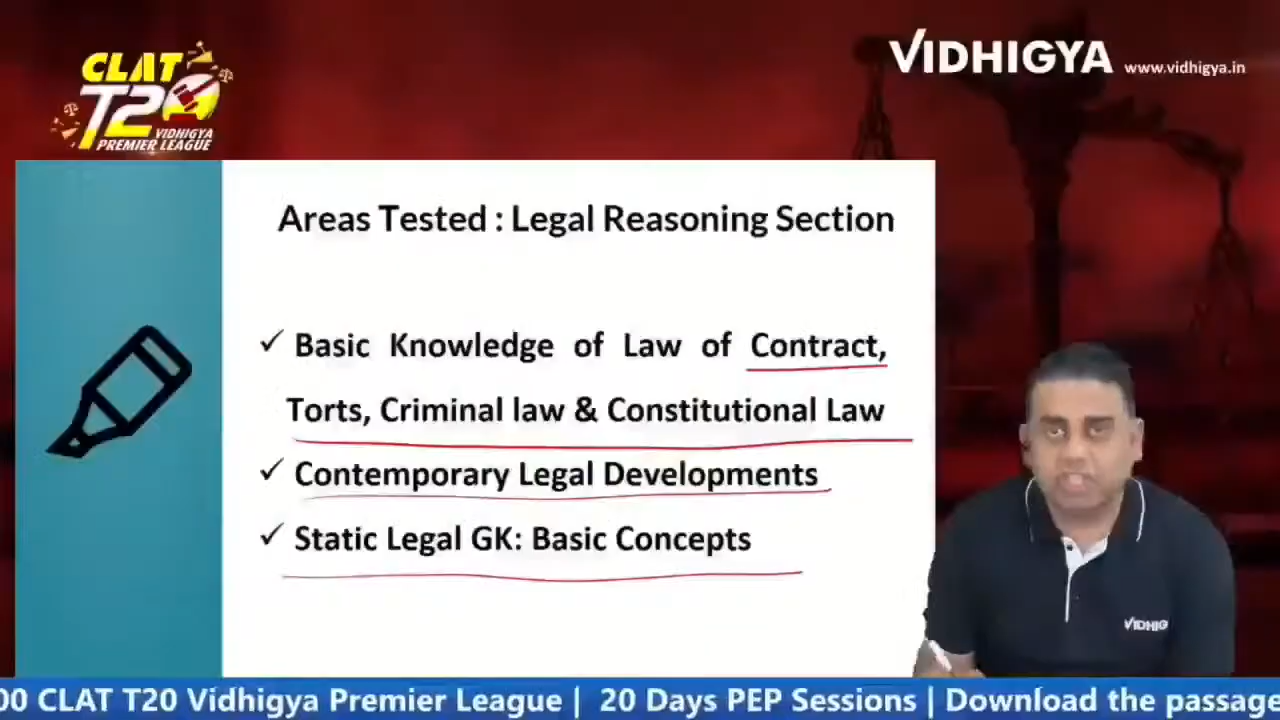 CLAT
T20
VIDHIGYA
PREMIER LEAGUE
VIDHIGYA www.vidhigya.in
Areas Tested : Legal Reasoning Section
✓ Basic Knowledge of Law of Contract,
Torts, Criminal law & Constitutional Law
✓ Contemporary Legal Developments
✓ Static Legal GK: Basic Concepts
VIDHIG
00 CLAT T20 Vidhigya Premier League | 20 Days PEP Sessions | Download the passage